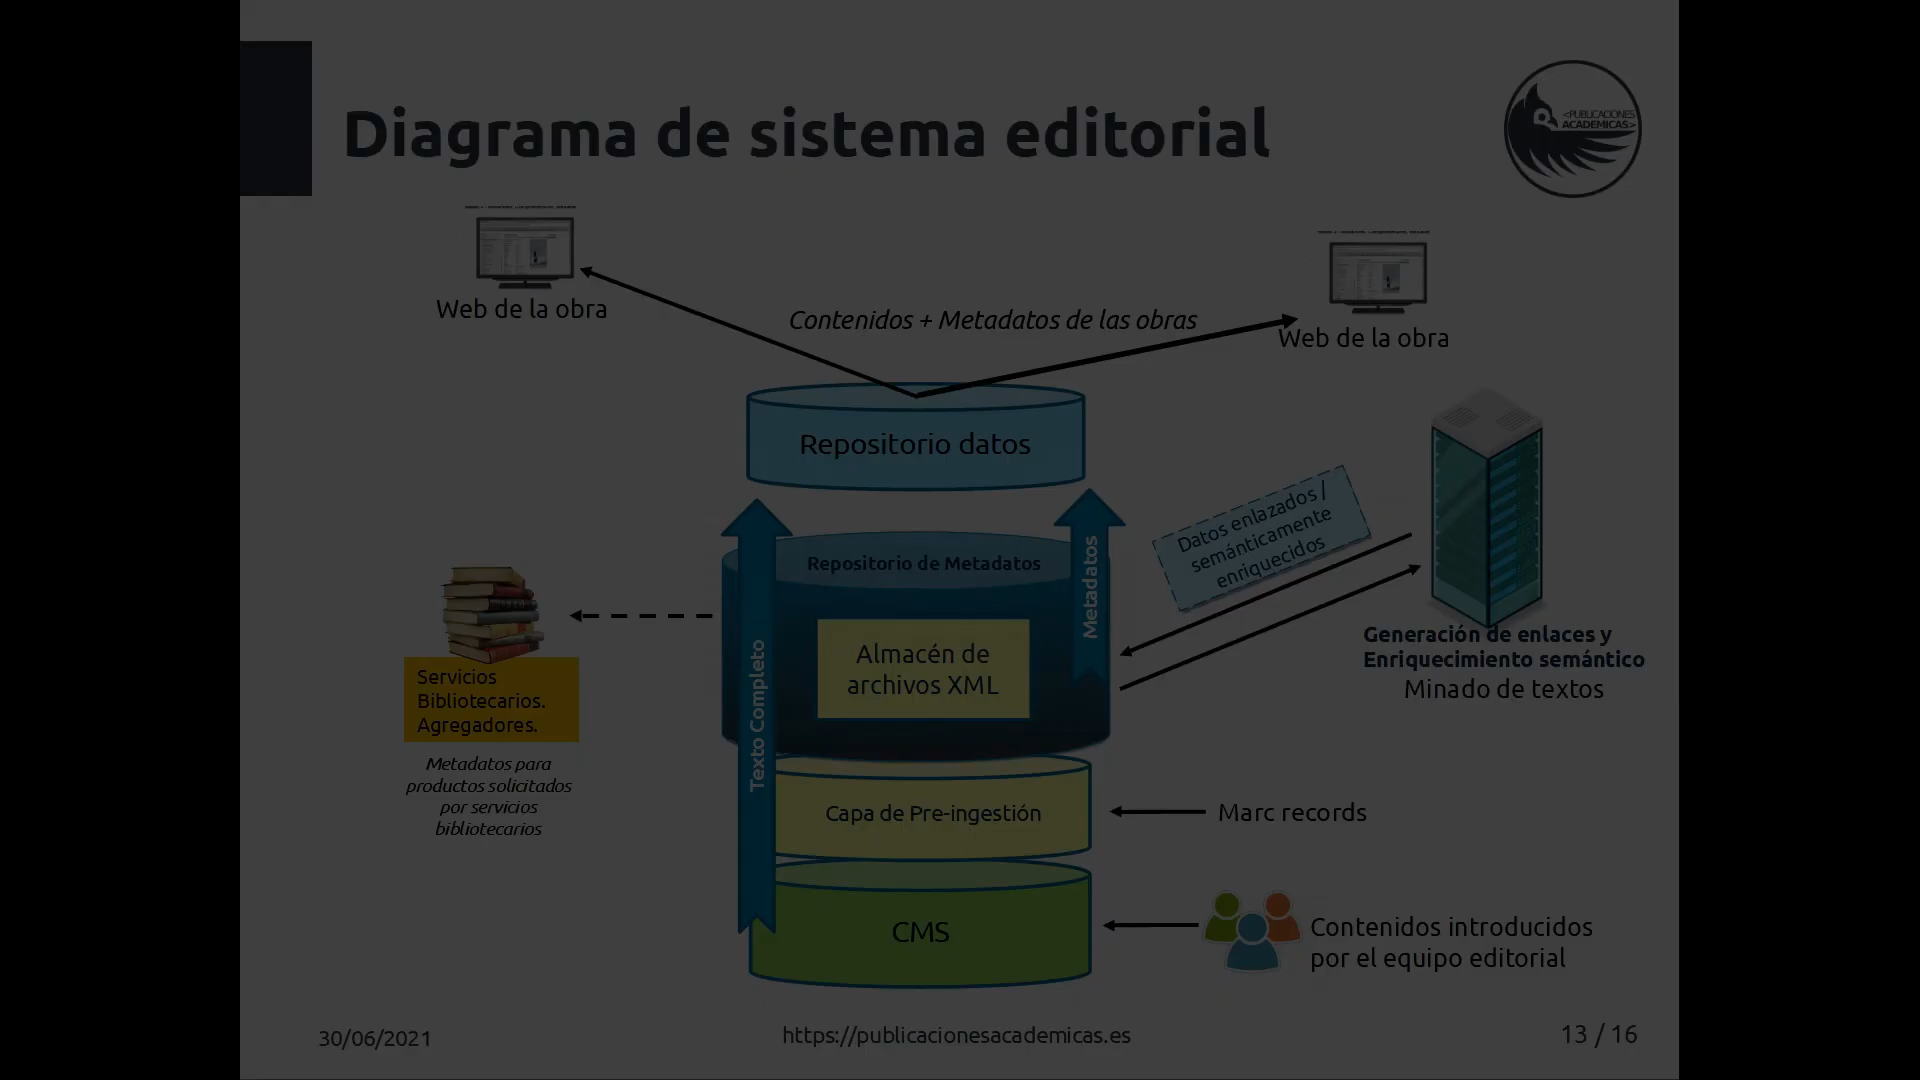 Diagrama de sistema editorial
<PUBLICACIONES
ACADEMICAS>
Web de la obra
Contenidos + Metadatos de las obras
Web de la obra
Repositorio datos
Datos enlazados /
semánticamente
enriquecidos
Repositorio de Metadatos
Metadatos
Almacén de
archivos XML
Texto Completo
Generación de enlaces y
Enriquecimiento semántico
Minado de textos
Servicios
Bibliotecarios.
Agregadores.
Metadatos para
productos solicitados
por servicios
bibliotecarios
Capa de Pre-ingestión
Marc records
CMS
Contenidos introducidos
por el equipo editorial
30/06/2021
https://publicacionesacademicas.es
13 / 16